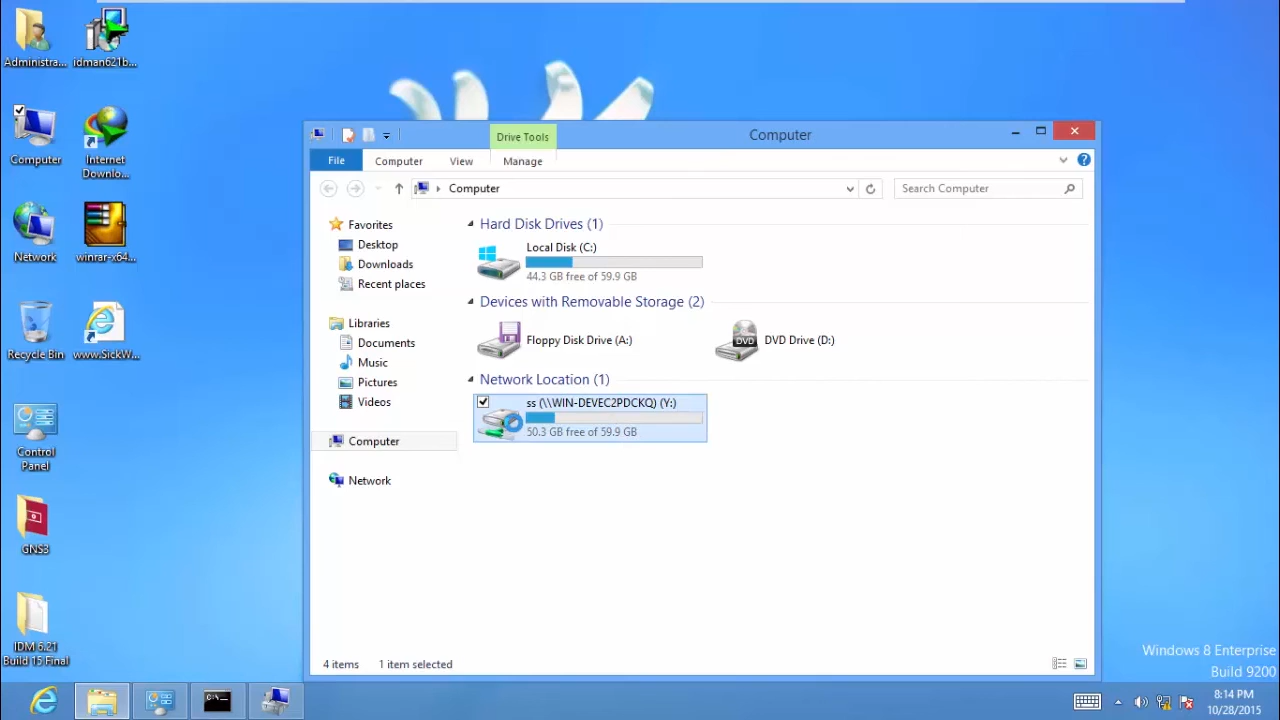 Administra...
idman621b...
Computer
Internet
Downlo...
Network
winrar-x64...
Recycle Bin
www.SickW...
Control
Panel
GNS3
IDM 6.21
Build 15 Final
Drive Tools
Computer
File
Computer
View
Manage
Computer
Search Computer
Favorites
Desktop
Downloads
Recent places
Libraries
Documents
Music
Pictures
Videos
Computer
Network
Hard Disk Drives (1)
Local Disk (C:)
44.3 GB free of 59.9 GB
Devices with Removable Storage (2)
Floppy Disk Drive (A:)
DVD
DVD Drive (D:)
Network Location (1)
ss (\\WIN-DEVEC2PDCKQ) (Y:)
50.3 GB free of 59.9 GB
4 items
1 item selected
Windows 8 Enterprise
Build 9200
8:14 PM
10/28/2015